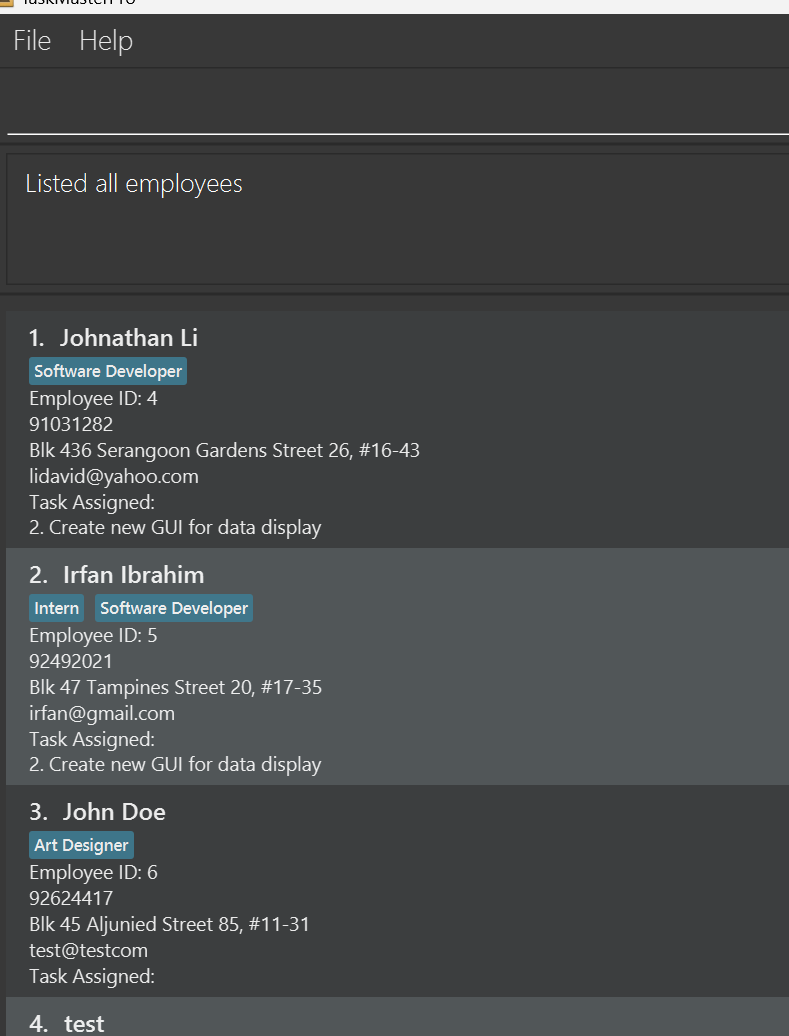 TaskMasterPro
File Help
Listed all employees
1. Johnathan Li
Software Developer
Employee ID: 4
91031282
Blk 436 Serangoon Gardens Street 26, #16-43
lidavid@yahoo.com
Task Assigned:
2. Create new GUI for data display
2. Irfan Ibrahim
Intern Software Developer
Employee ID: 5
92492021
Blk 47 Tampines Street 20, #17-35
irfan@gmail.com
Task Assigned:
2. Create new GUI for data display
3. John Doe
Art Designer
Employee ID: 6
92624417
Blk 45 Aljunied Street 85, #11-31
test@testcom
Task Assigned:
4. test